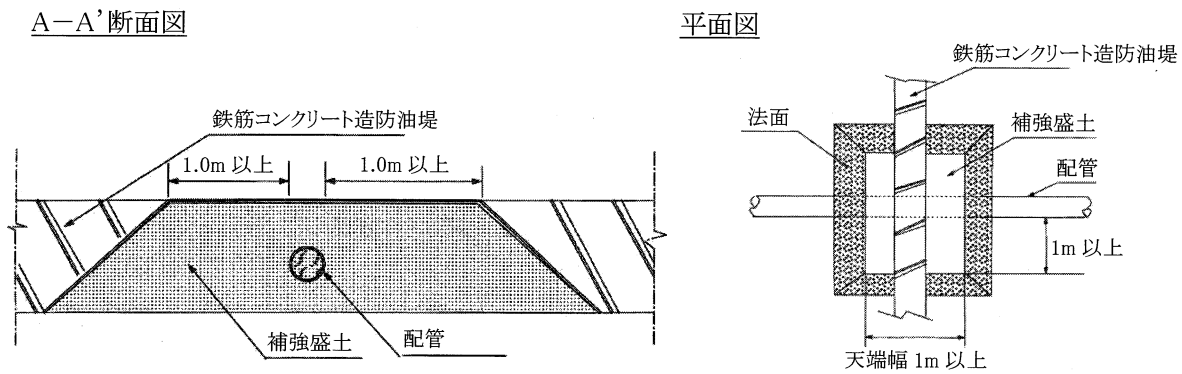 A－A’断面図
鉄筋コンクリート造防油堤
1.0m 以上
1.0m 以上
補強盛土
配管
平面図
鉄筋コンクリート造防油堤
法面
補強盛土
配管
1m 以上
天端幅 1m 以上